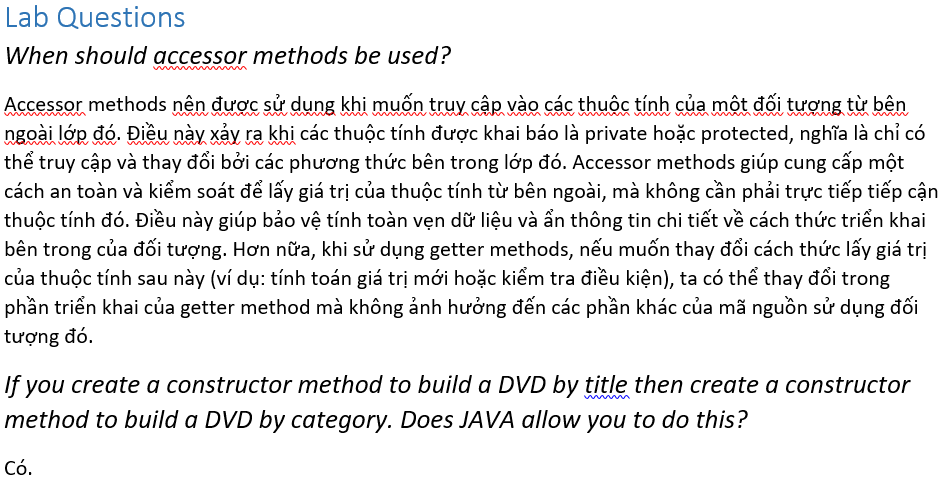 Lab Questions
When should accessor methods be used?
Accessor methods nên được sử dụng khi muốn truy cập vào các thuộc tính của một đối tượng từ bên
ngoài lớp đó. Điều này xảy ra khi các thuộc tính được khai báo là private hoặc protected, nghĩa là chỉ có
thể truy cập và thay đổi bởi các phương thức bên trong lớp đó. Accessor methods giúp cung cấp một
cách an toàn và kiểm soát để lấy giá trị của thuộc tính từ bên ngoài, mà không cần phải trực tiếp tiếp cận
thuộc tính đó. Điều này giúp bảo vệ tính toàn vẹn dữ liệu và ẩn thông tin chi tiết về cách thức triển khai
bên trong của đối tượng. Hơn nữa, khi sử dụng getter methods, nếu muốn thay đổi cách thức lấy giá trị
của thuộc tính sau này (ví dụ: tính toán giá trị mới hoặc kiểm tra điều kiện), ta có thể thay đổi trong
phần triển khai của getter method mà không ảnh hưởng đến các phần khác của mã nguồn sử dụng đối
tượng đó.
If you create a constructor method to build a DVD by title then create a constructor
method to build a DVD by category. Does JAVA allow you to do this?
Có.